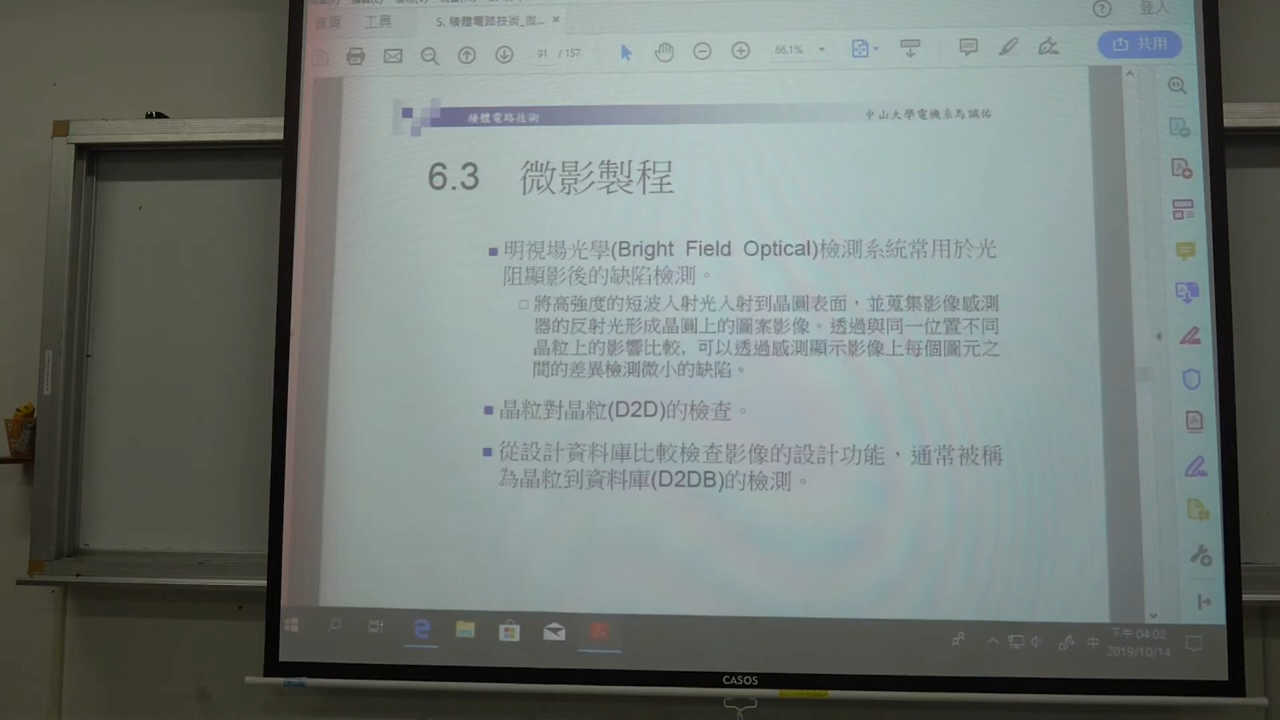 首頁 工具 5. 積體電路技術_微... ×
登入
91 / 157
66.1%
共用
積體電路技術
中山大學電機系馬誠佑
6.3 微影製程
明視場光學(Bright Field Optical)檢測系統常用於光
阻顯影後的缺陷檢測。
將高強度的短波入射光入射到晶圓表面，並蒐集影像感測
器的反射光形成晶圓上的圖案影像。透過與同一位置不同
晶粒上的影響比較, 可以透過感測顯示影像上每個圖元之
間的差異檢測微小的缺陷。
晶粒對晶粒(D2D)的檢查。
從設計資料庫比較檢查影像的設計功能，通常被稱
為晶粒到資料庫(D2DB)的檢測。
中
下午 04:02
2019/10/14
CASOS